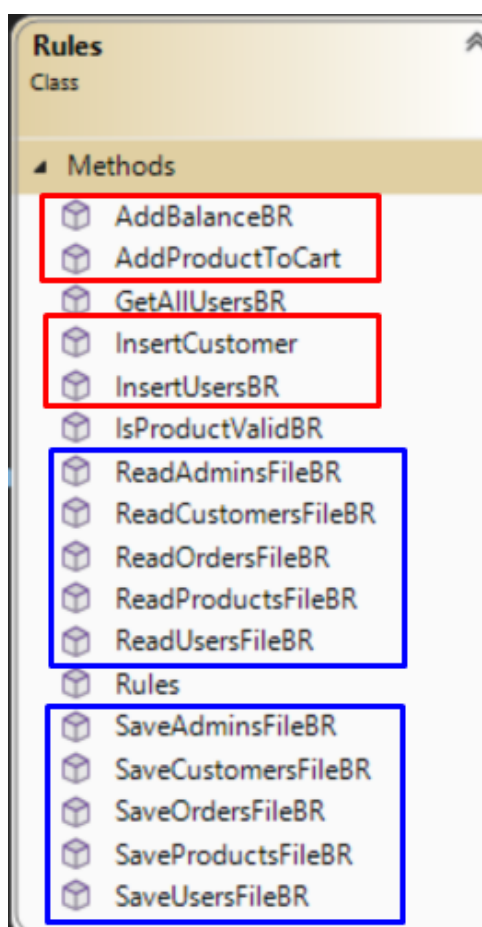 Rules
Class
Methods
AddBalanceBR
AddProductToCart
GetAllUsersBR
InsertCustomer
InsertUsersBR
IsProductValidBR
ReadAdminsFileBR
ReadCustomersFileBR
ReadOrdersFileBR
ReadProductsFileBR
ReadUsersFileBR
Rules
SaveAdminsFileBR
SaveCustomersFileBR
SaveOrdersFileBR
SaveProductsFileBR
SaveUsersFileBR